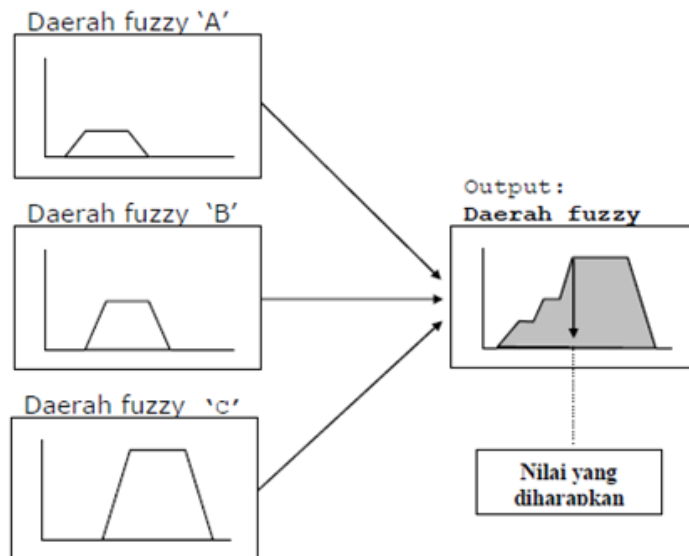 Daerah fuzzy ‘A’
Daerah fuzzy ‘B’
Daerah fuzzy ‘C’
Output:
Daerah fuzzy
Nilai yang
diharapkan